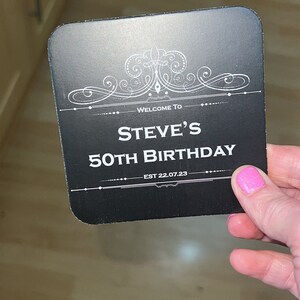 Welcome To
Steve's
50th Birthday
EST 22.07.23